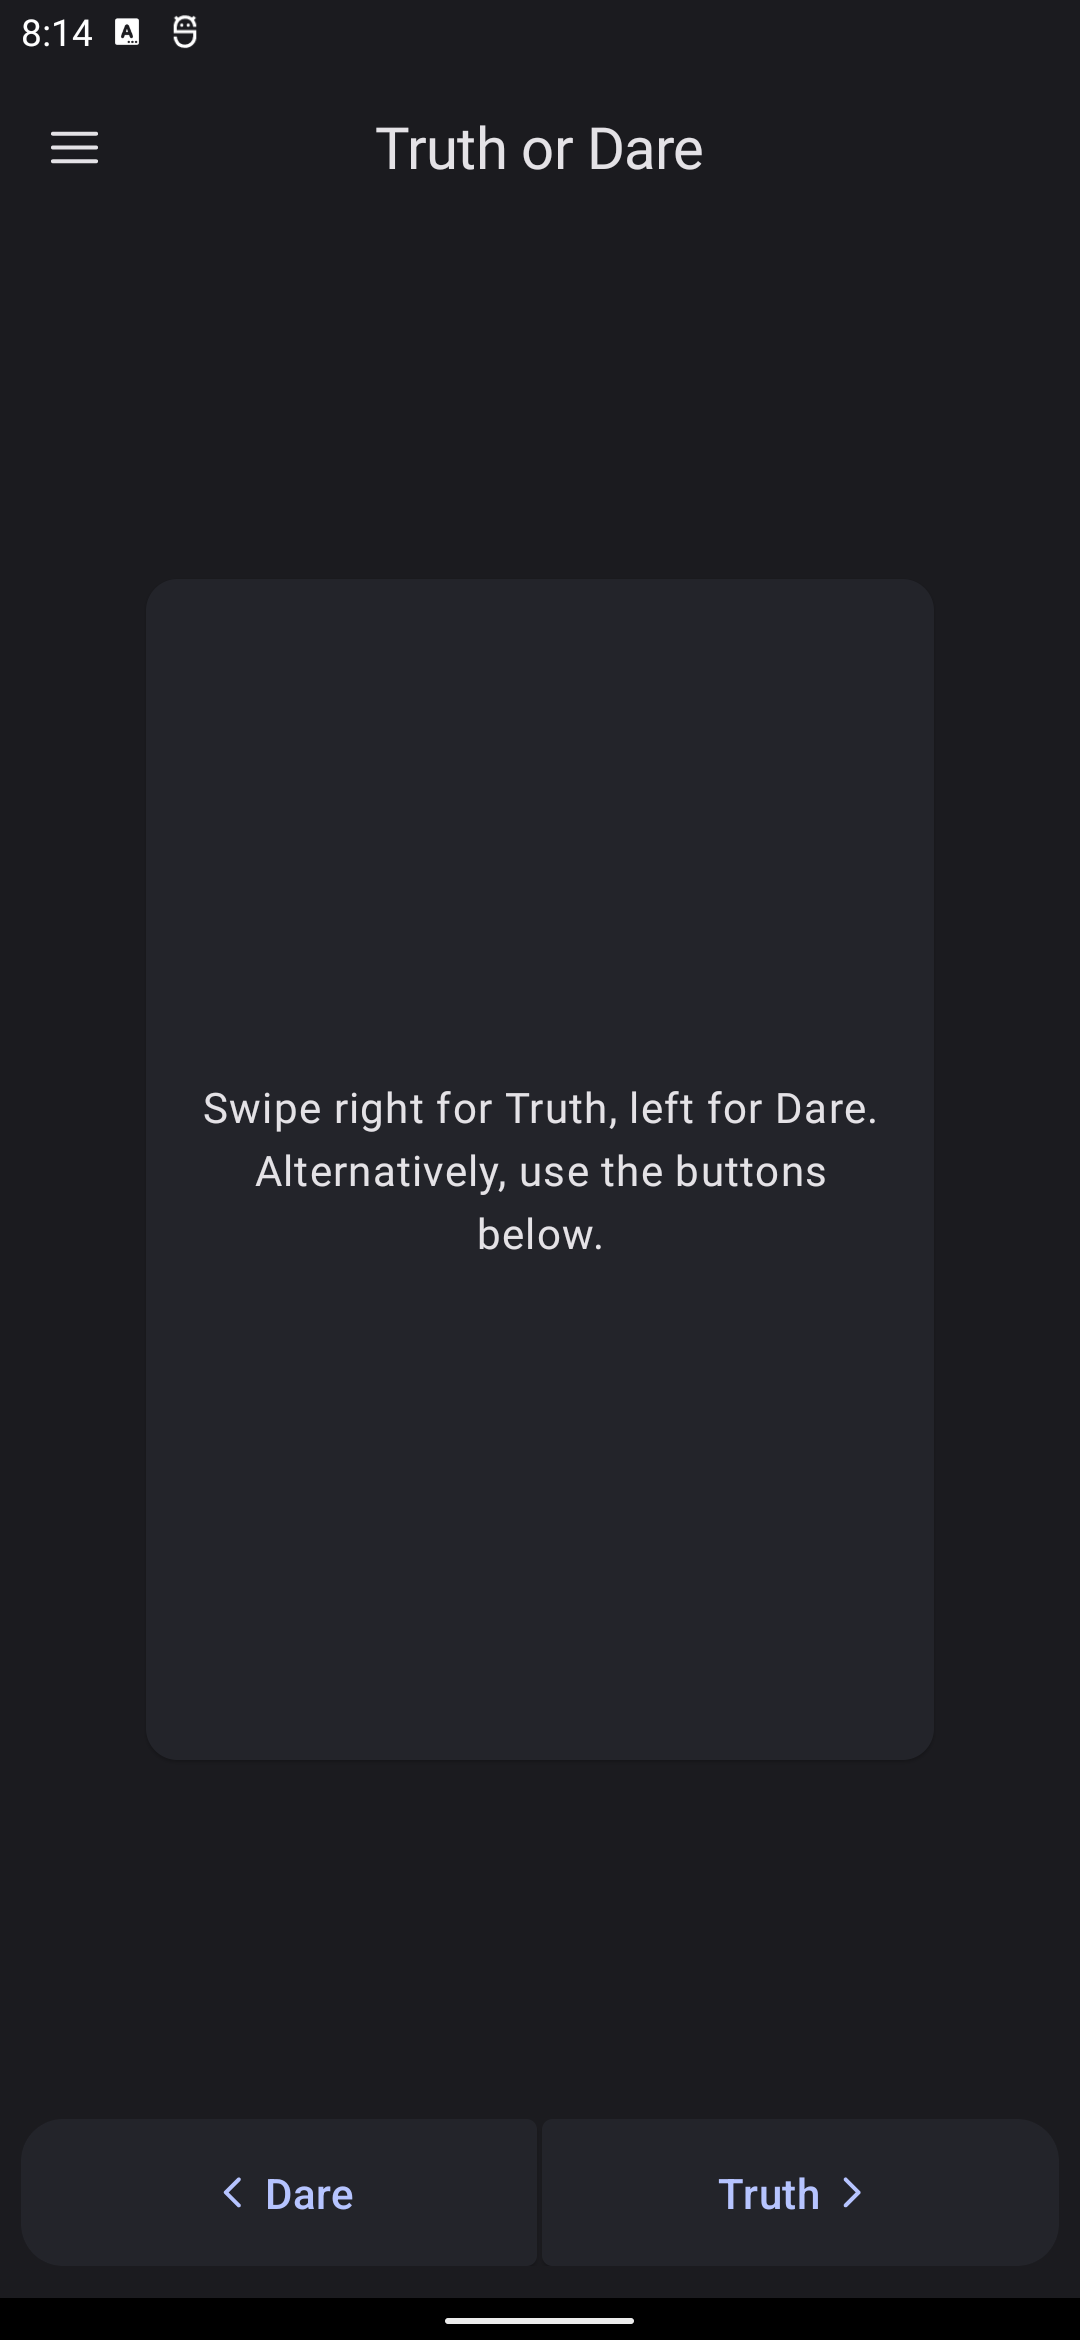 8:14
Truth or Dare
Swipe right for Truth, left for Dare.
Alternatively, use the buttons
below.
Dare
Truth